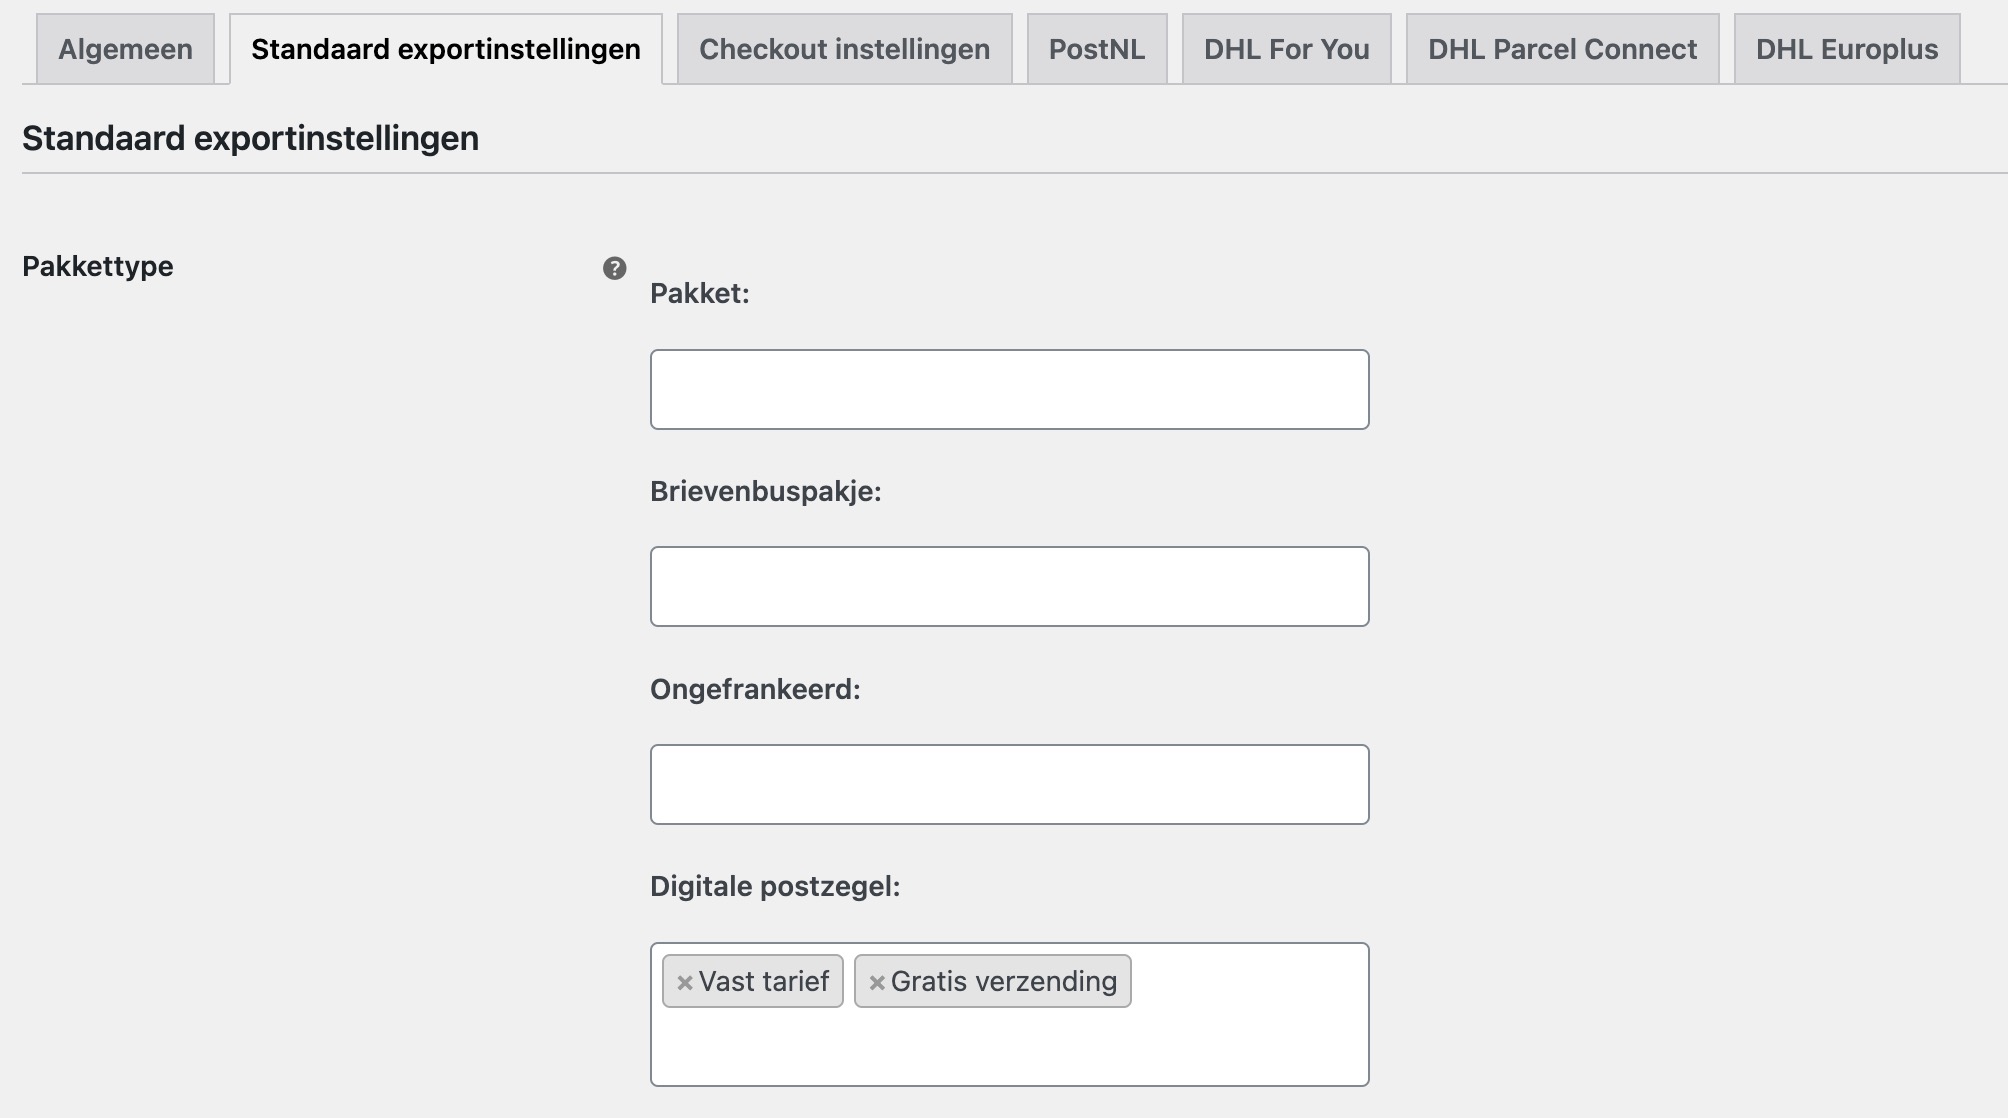 Algemeen Standaard exportinstellingen Checkout instellingen PostNL DHL For You DHL Parcel Connect DHL Europlus
Standaard exportinstellingen
Pakkettype ?
Pakket:
Brievenbuspakje:
Ongefrankeerd:
Digitale postzegel:
× Vast tarief × Gratis verzending